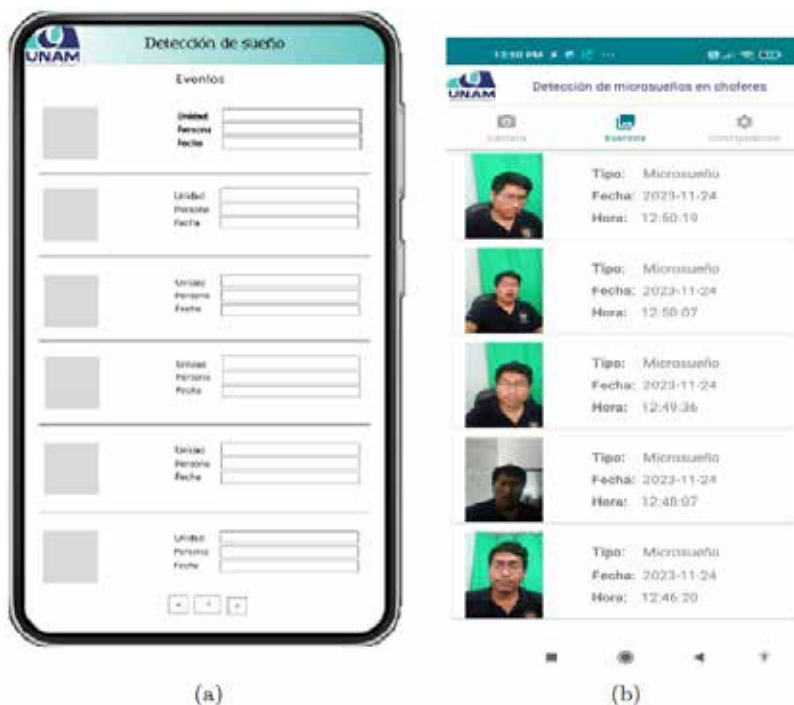 UNAM
Detección de sueño
Eventos
Unidad
Persona
Fecha
Unidad
Persona
Fecha
Unidad
Persona
Fecha
Unidad
Persona
Fecha
Unidad
Persona
Fecha
Unidad
Persona
Fecha
(a)
12:50 PM
UNAM
Detección de microsueños en choferes
Eventos
Tipo: Microsueño
Fecha: 2023-11-24
Hora: 12:50:19
Tipo: Microsueño
Fecha: 2023-11-24
Hora: 12:50:07
Tipo: Microsueño
Fecha: 2023-11-24
Hora: 12:49:36
Tipo: Microsueño
Fecha: 2023-11-24
Hora: 12:48:07
Tipo: Microsueño
Fecha: 2023-11-24
Hora: 12:46:20
(b)